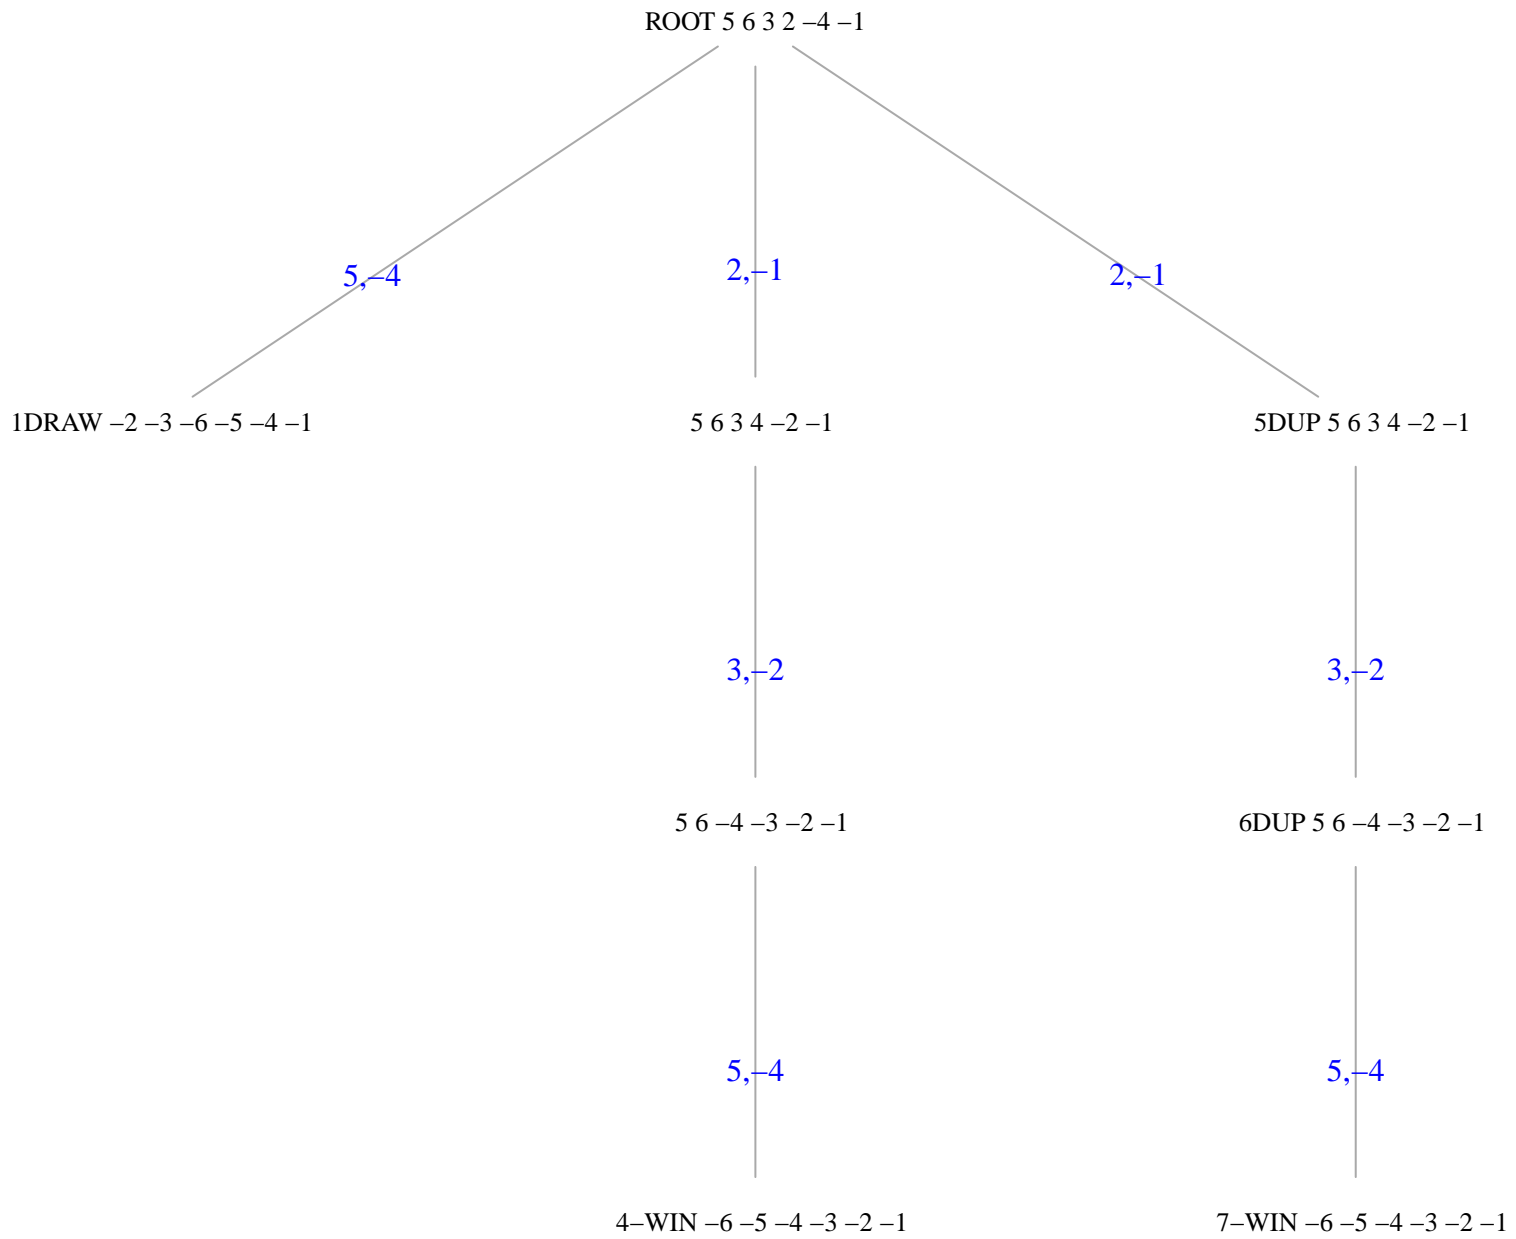 ROOT 5 6 3 2 –4 –1
5,–4
2,–1
2,–1
1DRAW –2 –3 –6 –5 –4 –1
5 6 3 4 –2 –1
5DUP 5 6 3 4 –2 –1
3,–2
3,–2
5 6 –4 –3 –2 –1
6DUP 5 6 –4 –3 –2 –1
5,–4
5,–4
4–WIN –6 –5 –4 –3 –2 –1
7–WIN –6 –5 –4 –3 –2 –1